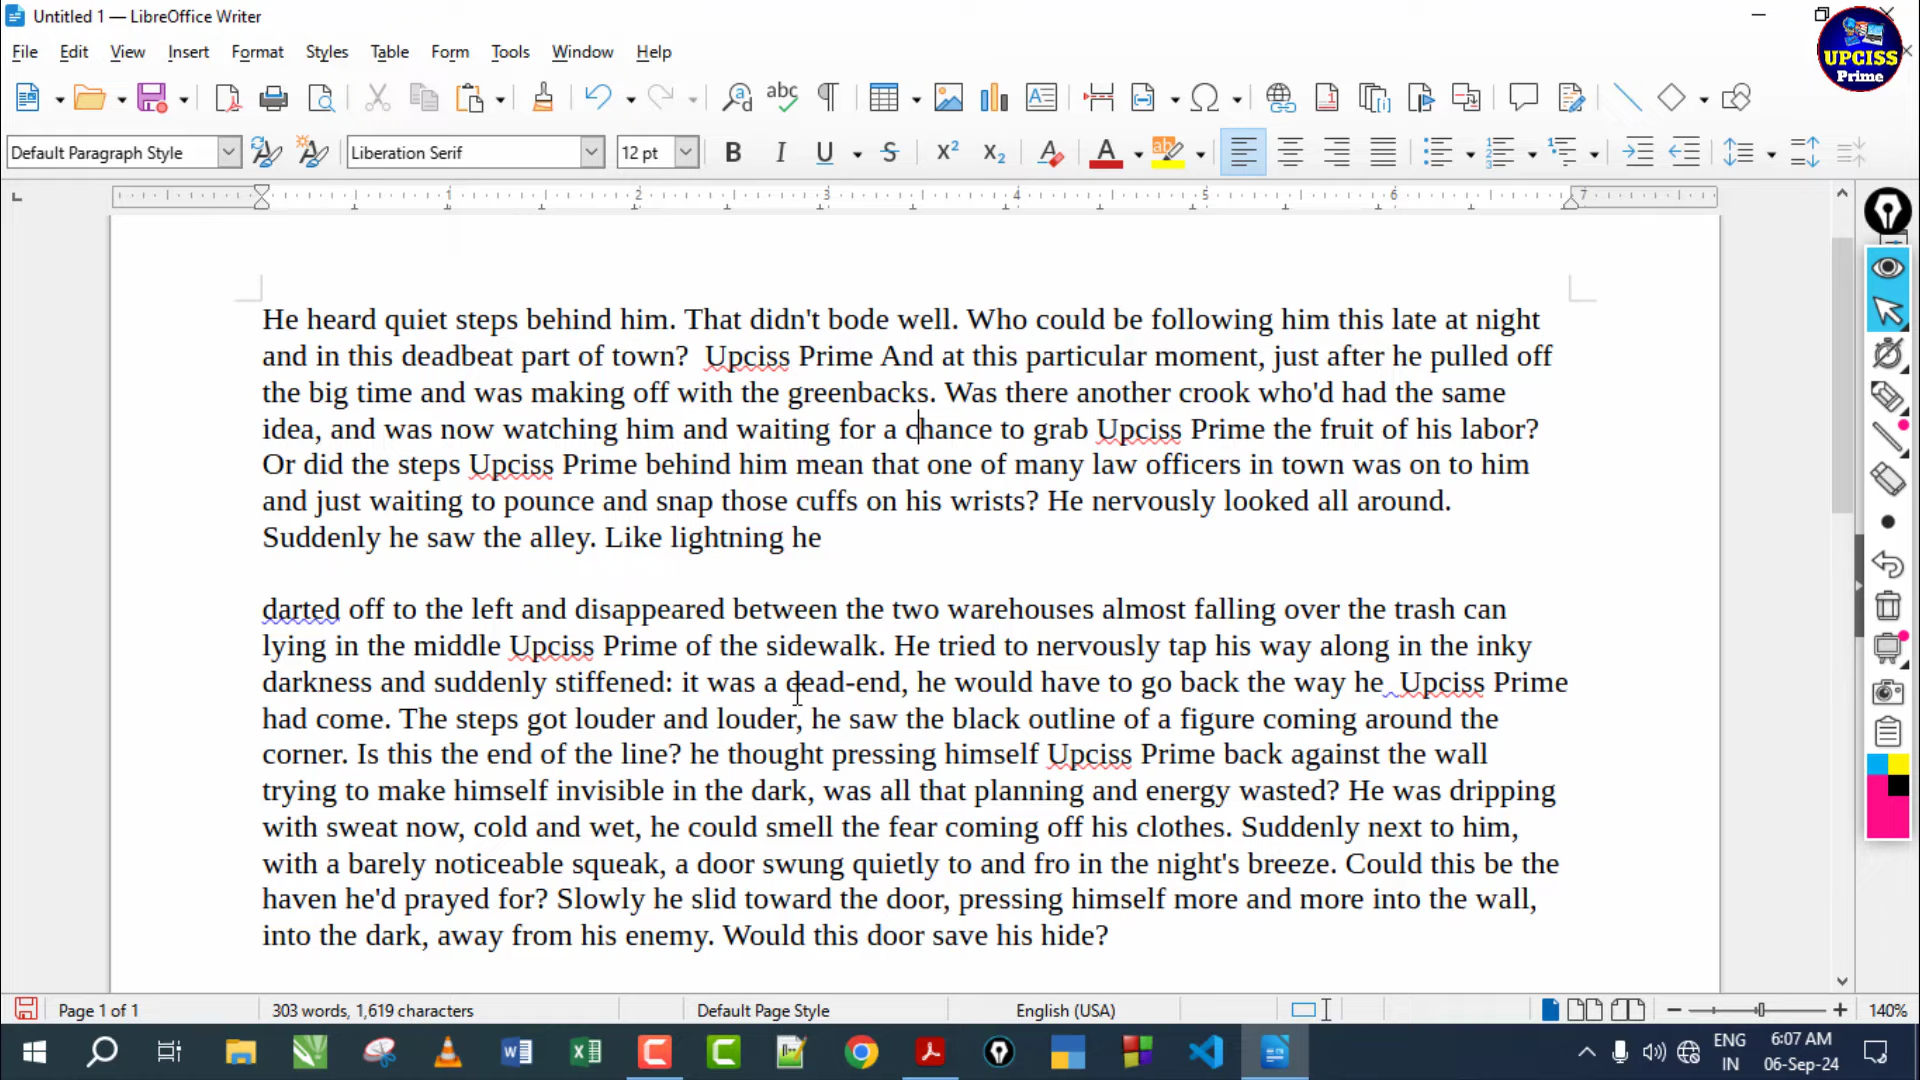 Untitled 1 — LibreOffice Writer
UPCISS
Prime
File Edit View Insert Format Styles Table Form Tools Window Help
Default Paragraph Style Liberation Serif 12 pt
1 2 3 4 5 6 7
He heard quiet steps behind him. That didn't bode well. Who could be following him this late at night
and in this deadbeat part of town?  Upciss Prime And at this particular moment, just after he pulled off
the big time and was making off with the greenbacks. Was there another crook who'd had the same
idea, and was now watching him and waiting for a chance to grab Upciss Prime the fruit of his labor?
Or did the steps Upciss Prime behind him mean that one of many law officers in town was on to him
and just waiting to pounce and snap those cuffs on his wrists? He nervously looked all around.
Suddenly he saw the alley. Like lightning he
darted off to the left and disappeared between the two warehouses almost falling over the trash can
lying in the middle Upciss Prime of the sidewalk. He tried to nervously tap his way along in the inky
darkness and suddenly stiffened: it was a dead-end, he would have to go back the way he  Upciss Prime
had come. The steps got louder and louder, he saw the black outline of a figure coming around the
corner. Is this the end of the line? he thought pressing himself Upciss Prime back against the wall
trying to make himself invisible in the dark, was all that planning and energy wasted? He was dripping
with sweat now, cold and wet, he could smell the fear coming off his clothes. Suddenly next to him,
with a barely noticeable squeak, a door swung quietly to and fro in the night's breeze. Could this be the
haven he'd prayed for? Slowly he slid toward the door, pressing himself more and more into the wall,
into the dark, away from his enemy. Would this door save his hide?
Page 1 of 1 303 words, 1,619 characters Default Page Style English (USA) 140%
ENG 6:07 AM
IN 06-Sep-24